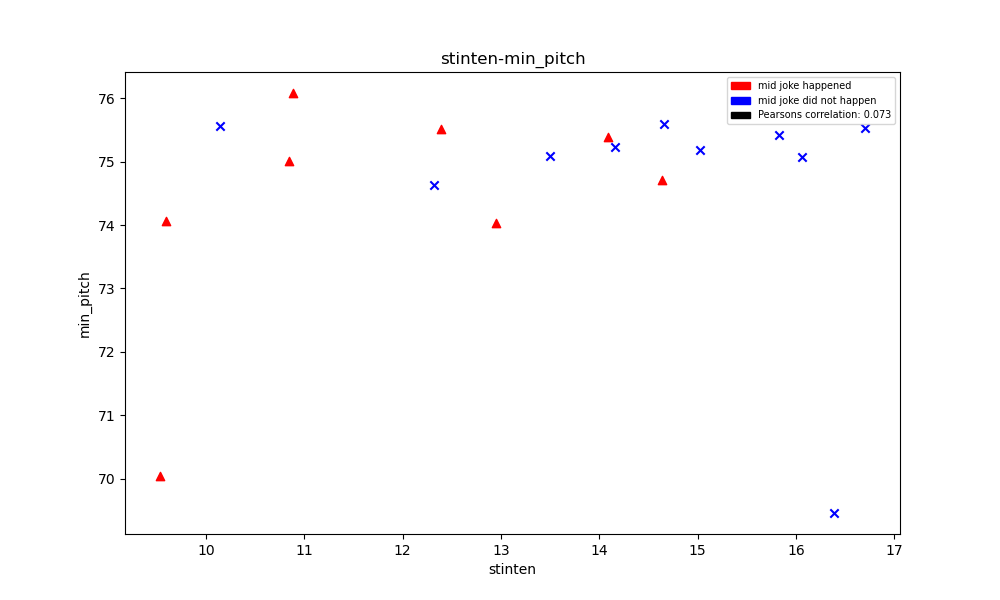 stinten-min_pitch
mid joke happened
mid joke did not happen
Pearsons correlation: 0.073
min_pitch
76
75
74
73
72
71
70
10 11 12 13 14 15 16 17
stinten